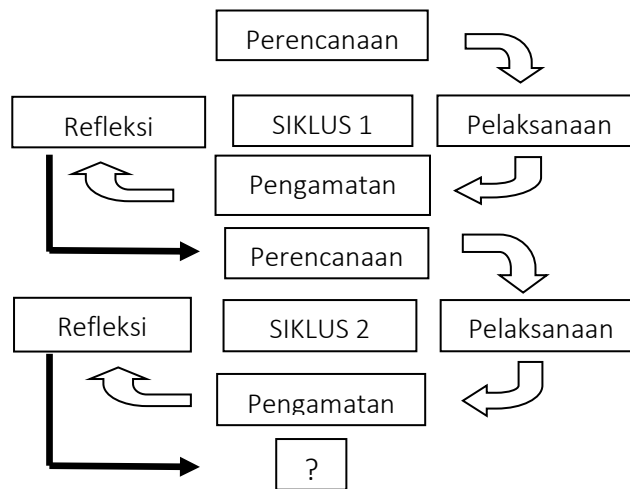 Perencanaan
Refleksi
SIKLUS 1
Pelaksanaan
Pengamatan
Perencanaan
Refleksi
SIKLUS 2
Pelaksanaan
Pengamatan
?